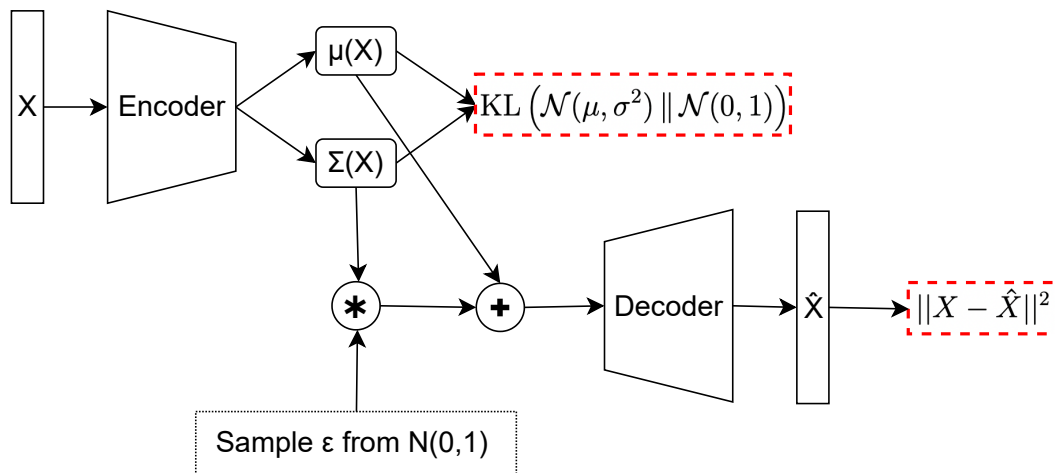 X
Encoder
μ(X)
Σ(X)
KL (𝒩(μ, σ²) ∥ 𝒩(0, 1))
*
+
Decoder
X̂
||X − X̂||²
Sample ε from N(0,1)